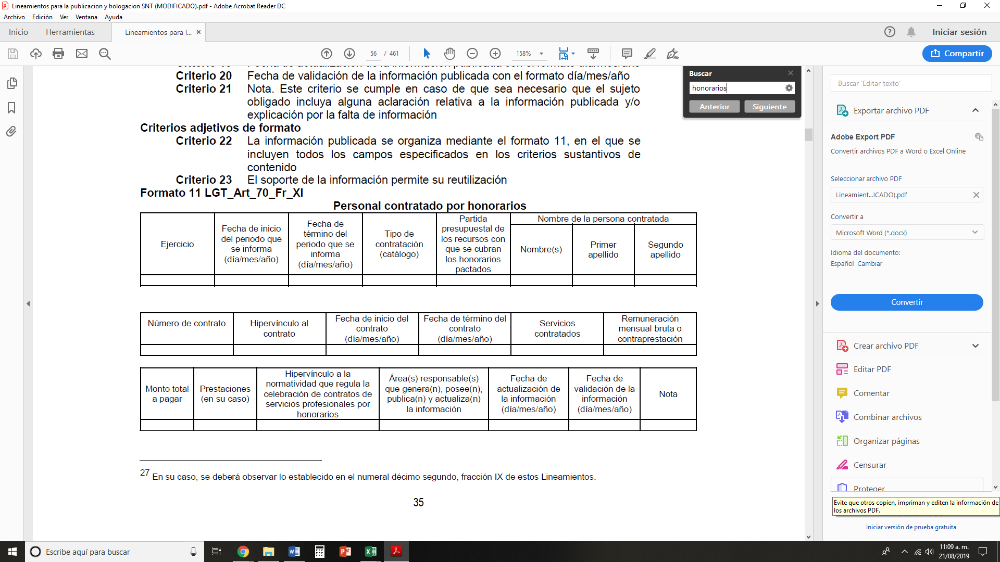 Lineamientos para la publicacion y hologacion SNT (MODIFICADO).pdf - Adobe Acrobat Reader DC
Archivo Edición Ver Ventana Ayuda
Inicio Herramientas Lineamientos para l... Iniciar sesión
56 / 461 158% Compartir
Criterio 20 Fecha de validación de la información publicada con el formato día/mes/año
Criterio 21 Nota. Este criterio se cumple en caso de que sea necesario que el sujeto
obligado incluya alguna aclaración relativa a la información publicada y/o
explicación por la falta de información
Criterios adjetivos de formato
Criterio 22 La información publicada se organiza mediante el formato 11, en el que se
incluyen todos los campos especificados en los criterios sustantivos de
contenido
Criterio 23 El soporte de la información permite su reutilización
Formato 11 LGT_Art_70_Fr_XI
Personal contratado por honorarios
Ejercicio
Fecha de inicio
del periodo que
se informa
(día/mes/año)
Fecha de
término del
periodo que se
informa
(día/mes/año)
Tipo de
contratación
(catálogo)
Partida
presupuestal de
los recursos con
que se cubran
los honorarios
pactados
Nombre de la persona contratada
Nombre(s)
Primer
apellido
Segundo
apellido
Número de contrato
Hipervínculo al
contrato
Fecha de inicio del
contrato
(día/mes/año)
Fecha de término del
contrato
(día/mes/año)
Servicios
contratados
Remuneración
mensual bruta o
contraprestación
Monto total
a pagar
Prestaciones
(en su caso)
Hipervínculo a la
normatividad que regula la
celebración de contratos de
servicios profesionales por
honorarios
Área(s) responsable(s)
que genera(n), posee(n),
publica(n) y actualiza(n)
la información
Fecha de
actualización de
la información
(día/mes/año)
Fecha de
validación de la
información
(día/mes/año)
Nota
27 En su caso, se deberá observar lo establecido en el numeral décimo segundo, fracción IX de estos Lineamientos.
35
Buscar
honorarios
Anterior Siguiente
Buscar 'Editar texto'
Exportar archivo PDF
Adobe Export PDF
Convertir archivos PDF a Word o Excel Online
Seleccionar archivo PDF
Lineamient...ICADO).pdf
Convertir a
Microsoft Word (*.docx)
Idioma del documento:
Español Cambiar
Convertir
Crear archivo PDF
Editar PDF
Comentar
Combinar archivos
Organizar páginas
Censurar
Proteger
Evite que otros copien, impriman y editen la información de
los archivos PDF.
Iniciar versión de prueba gratuita
Escribe aquí para buscar
11:09 a. m.
21/08/2019